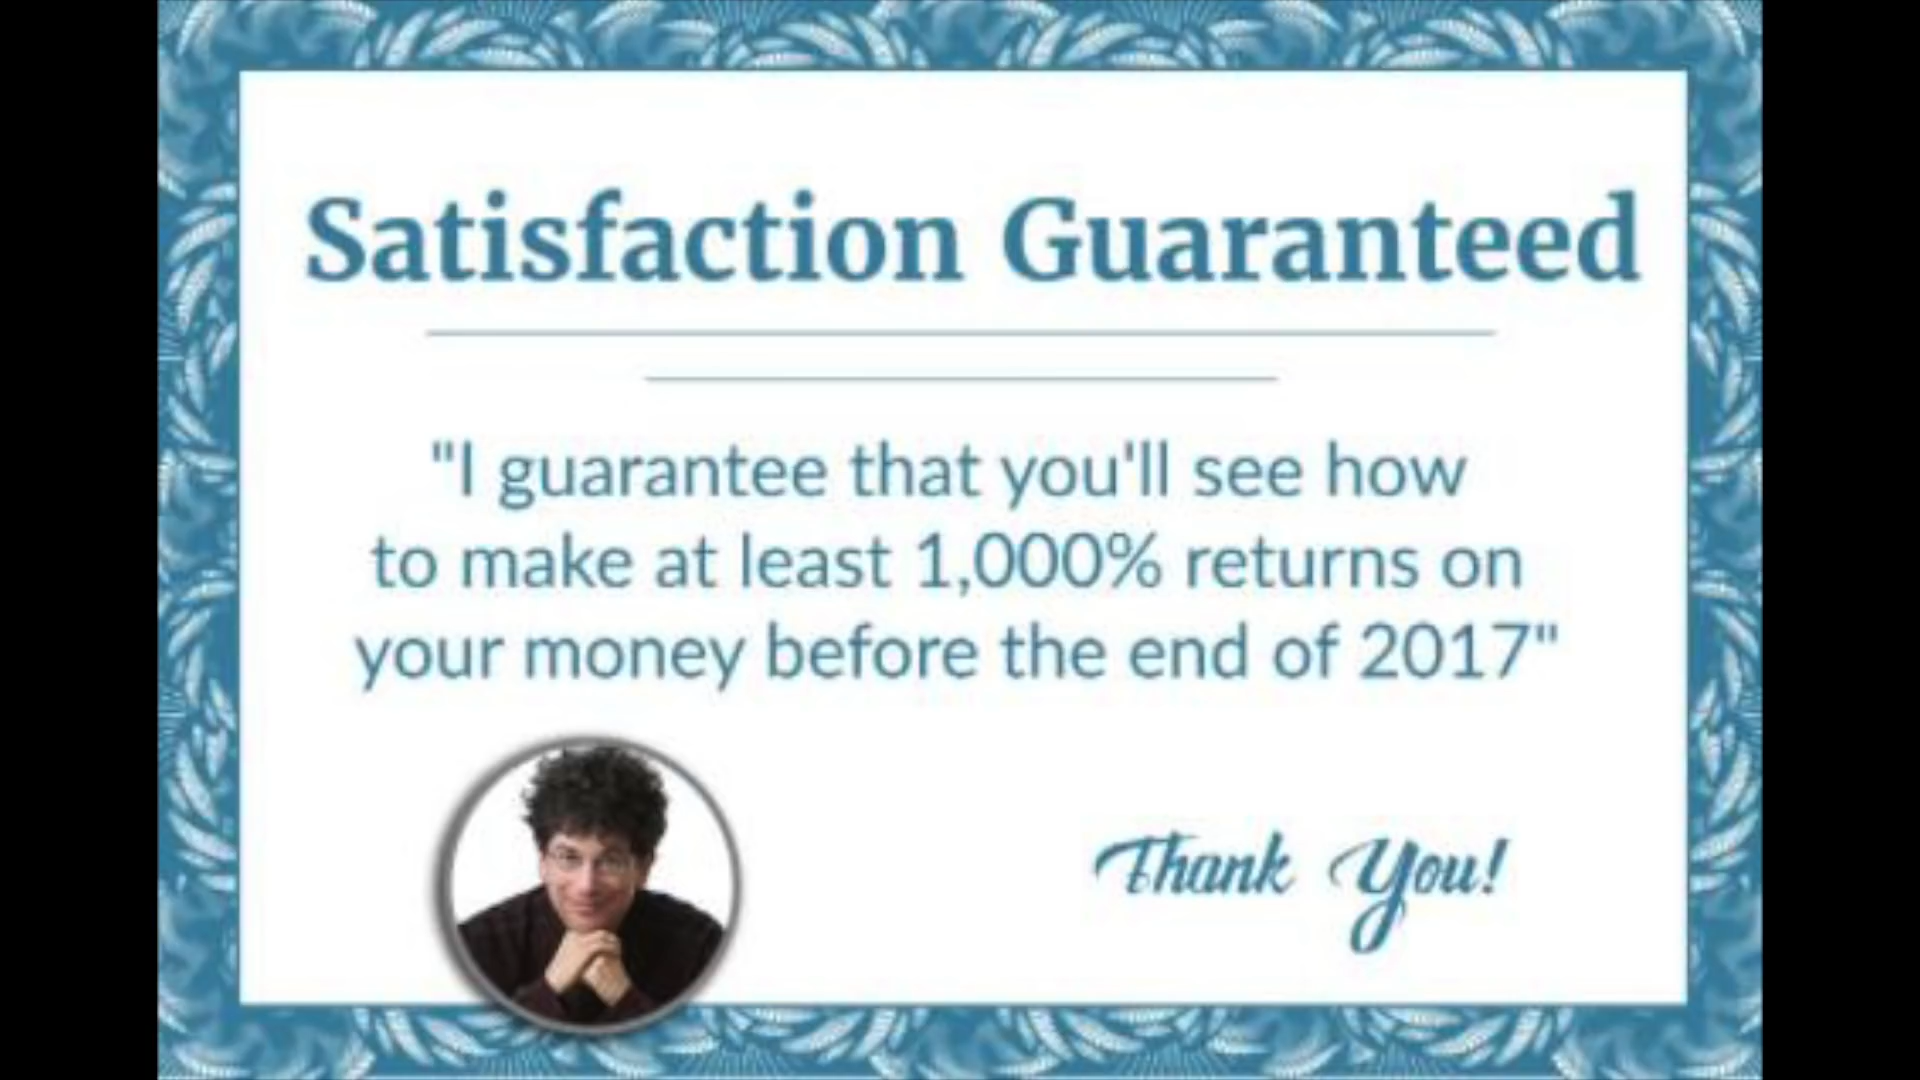 Satisfaction Guaranteed
"I guarantee that you'll see how
to make at least 1,000% returns on
your money before the end of 2017"
Thank You!